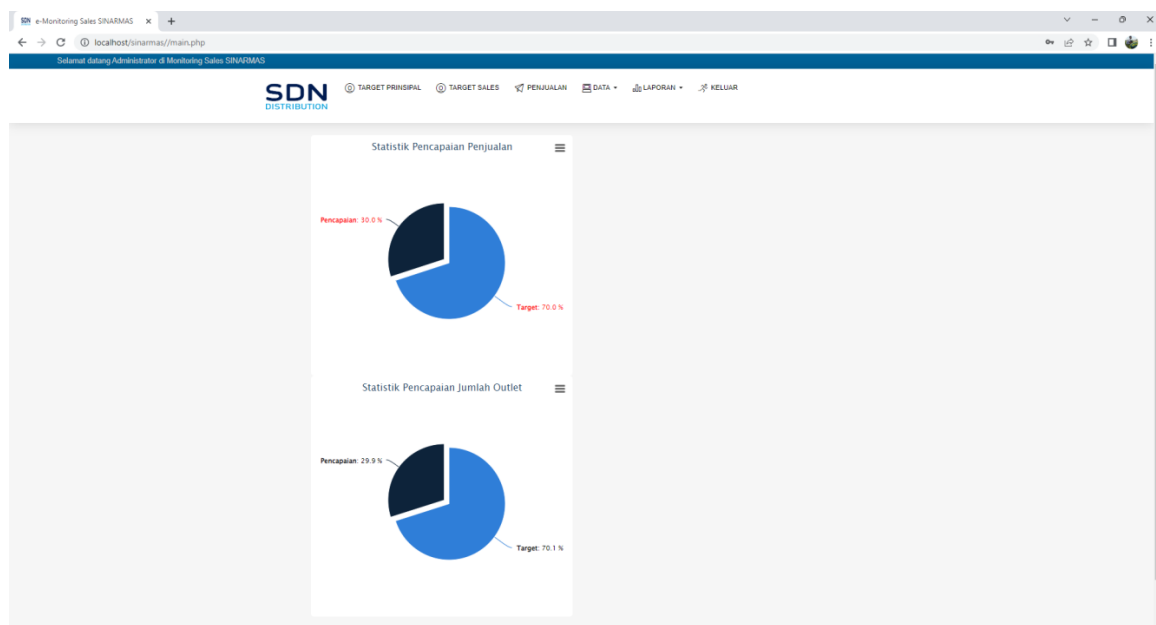 SDN e-Monitoring Sales SINARMAS
localhost/sinarmas//main.php
Selamat datang Administrator di Monitoring Sales SINARMAS
SDN
DISTRIBUTION
TARGET PRINSIPAL TARGET SALES PENJUALAN DATA LAPORAN KELUAR
Statistik Pencapaian Penjualan
Pencapaian: 30.0 %
Target: 70.0 %
Statistik Pencapaian Jumlah Outlet
Pencapaian: 29.9 %
Target: 70.1 %